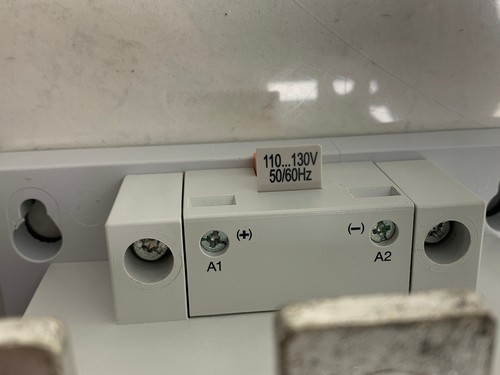 110...130V
50/60Hz
(+)
(-)
A1
A2